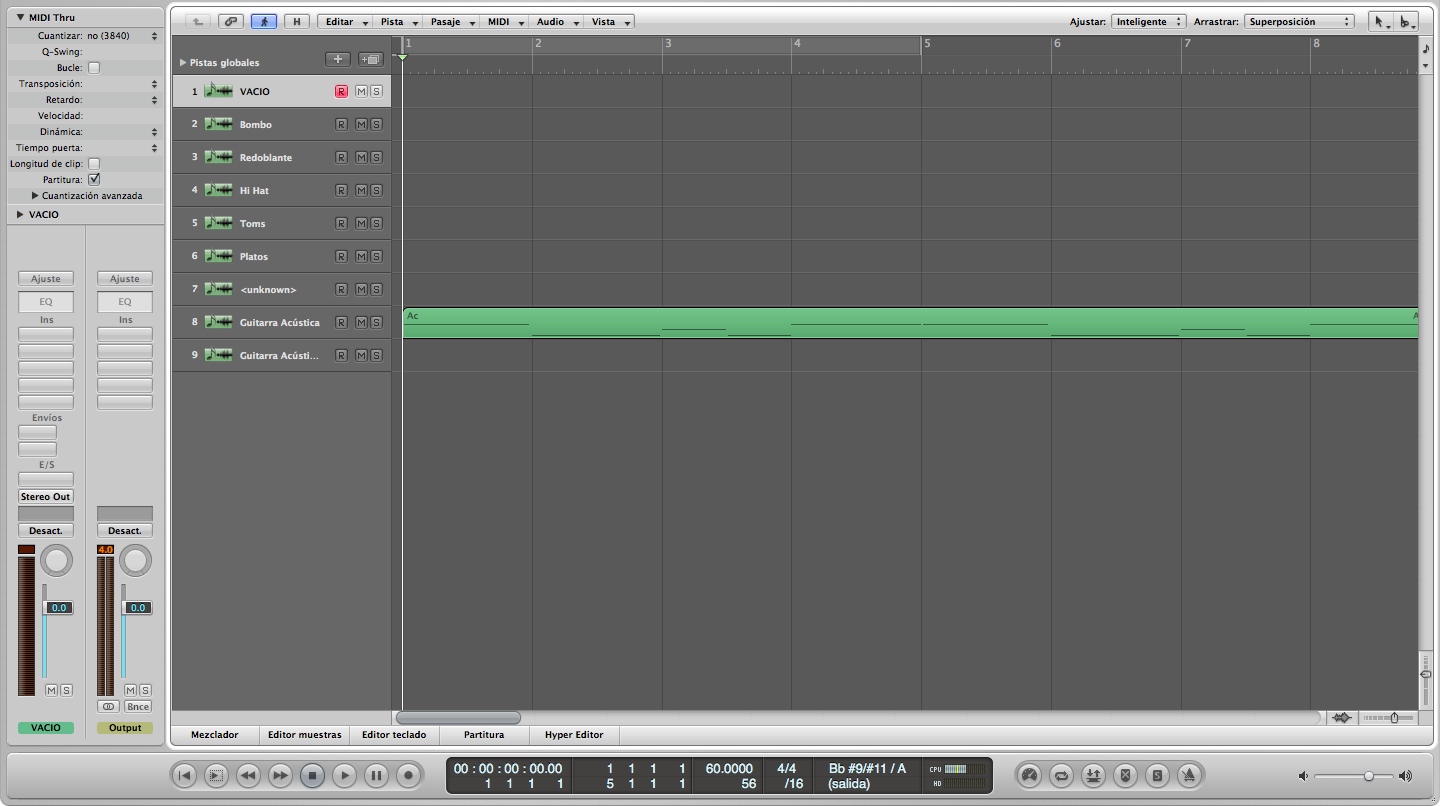 MIDI Thru
Cuantizar: no (3840)
Q-Swing:
Bucle:
Transposición:
Retardo:
Velocidad:
Dinámica:
Tiempo puerta:
Longitud de clip:
Partitura:
Cuantización avanzada
VACIO
Ajuste Ajuste
EQ EQ
Ins Ins
Envíos
E/S
Stereo Out
Desact. Desact.
4.0
0.0 0.0
M S M S
Bnce
VACIO Output
H Editar Pista Pasaje MIDI Audio Vista Ajustar: Inteligente Arrastrar: Superposición
Pistas globales
1 2 3 4 5 6 7 8
1 VACIO R M S
2 Bombo R M S
3 Redoblante R M S
4 Hi Hat R M S
5 Toms R M S
6 Platos R M S
7 <unknown> R M S
8 Guitarra Acústica R M S
Ac A
9 Guitarra Acústi... R M S
Mezclador Editor muestras Editor teclado Partitura Hyper Editor
00 : 00 : 00 : 00.00 1 1 1 1 60.0000 4/4 Bb #9/#11 / A CPU
1 1 1 1 5 1 1 1 56 /16 (salida) HD
S